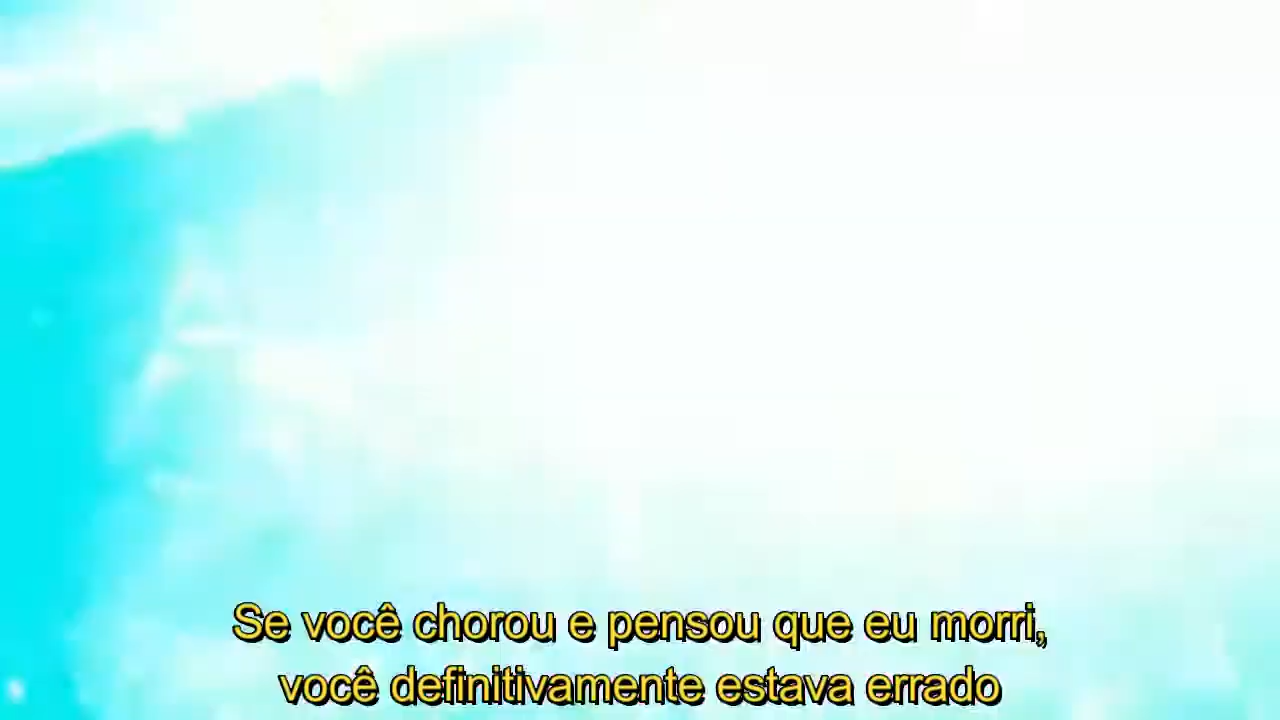 Se você chorou e pensou que eu morri,
você definitivamente estava errado